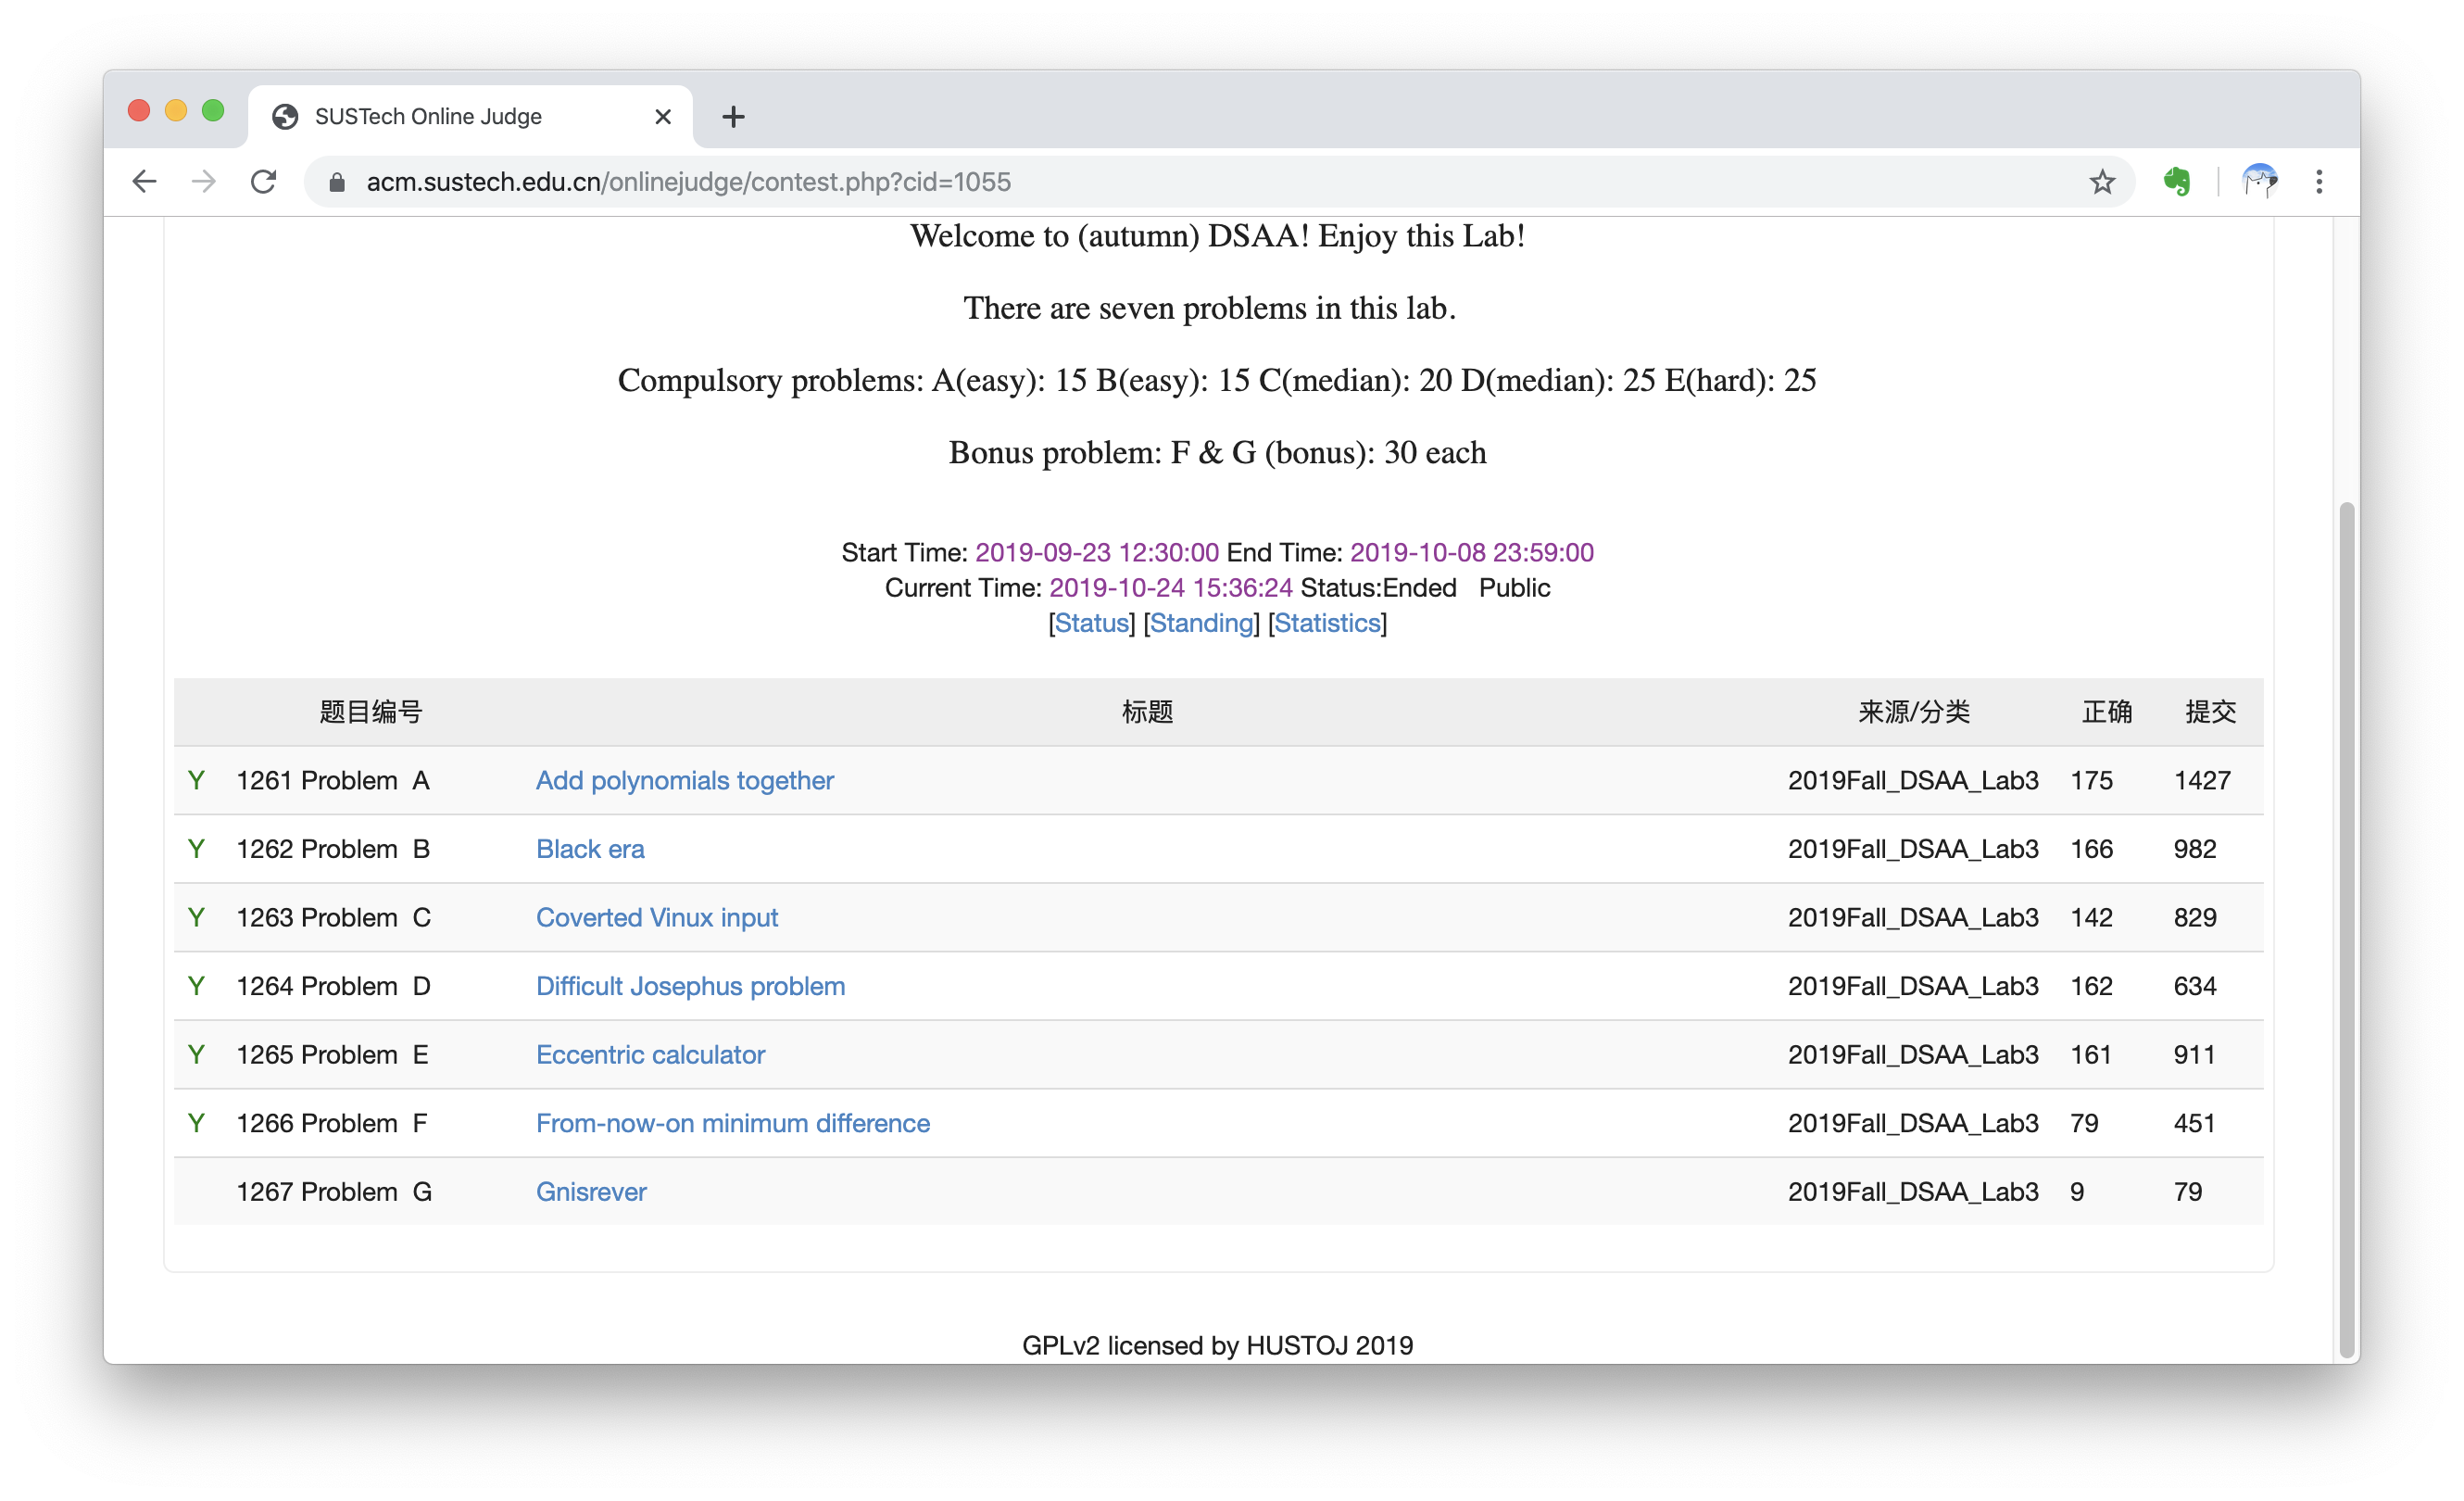 SUSTech Online Judge
acm.sustech.edu.cn/onlinejudge/contest.php?cid=1055
Welcome to (autumn) DSAA! Enjoy this Lab!
There are seven problems in this lab.
Compulsory problems: A(easy): 15 B(easy): 15 C(median): 20 D(median): 25 E(hard): 25
Bonus problem: F & G (bonus): 30 each
Start Time: 2019-09-23 12:30:00 End Time: 2019-10-08 23:59:00
Current Time: 2019-10-24 15:36:24 Status:Ended Public
[Status] [Standing] [Statistics]
题目编号 标题 来源/分类 正确 提交
Y 1261 Problem A Add polynomials together 2019Fall_DSAA_Lab3 175 1427
Y 1262 Problem B Black era 2019Fall_DSAA_Lab3 166 982
Y 1263 Problem C Coverted Vinux input 2019Fall_DSAA_Lab3 142 829
Y 1264 Problem D Difficult Josephus problem 2019Fall_DSAA_Lab3 162 634
Y 1265 Problem E Eccentric calculator 2019Fall_DSAA_Lab3 161 911
Y 1266 Problem F From-now-on minimum difference 2019Fall_DSAA_Lab3 79 451
1267 Problem G Gnisrever 2019Fall_DSAA_Lab3 9 79
GPLv2 licensed by HUSTOJ 2019